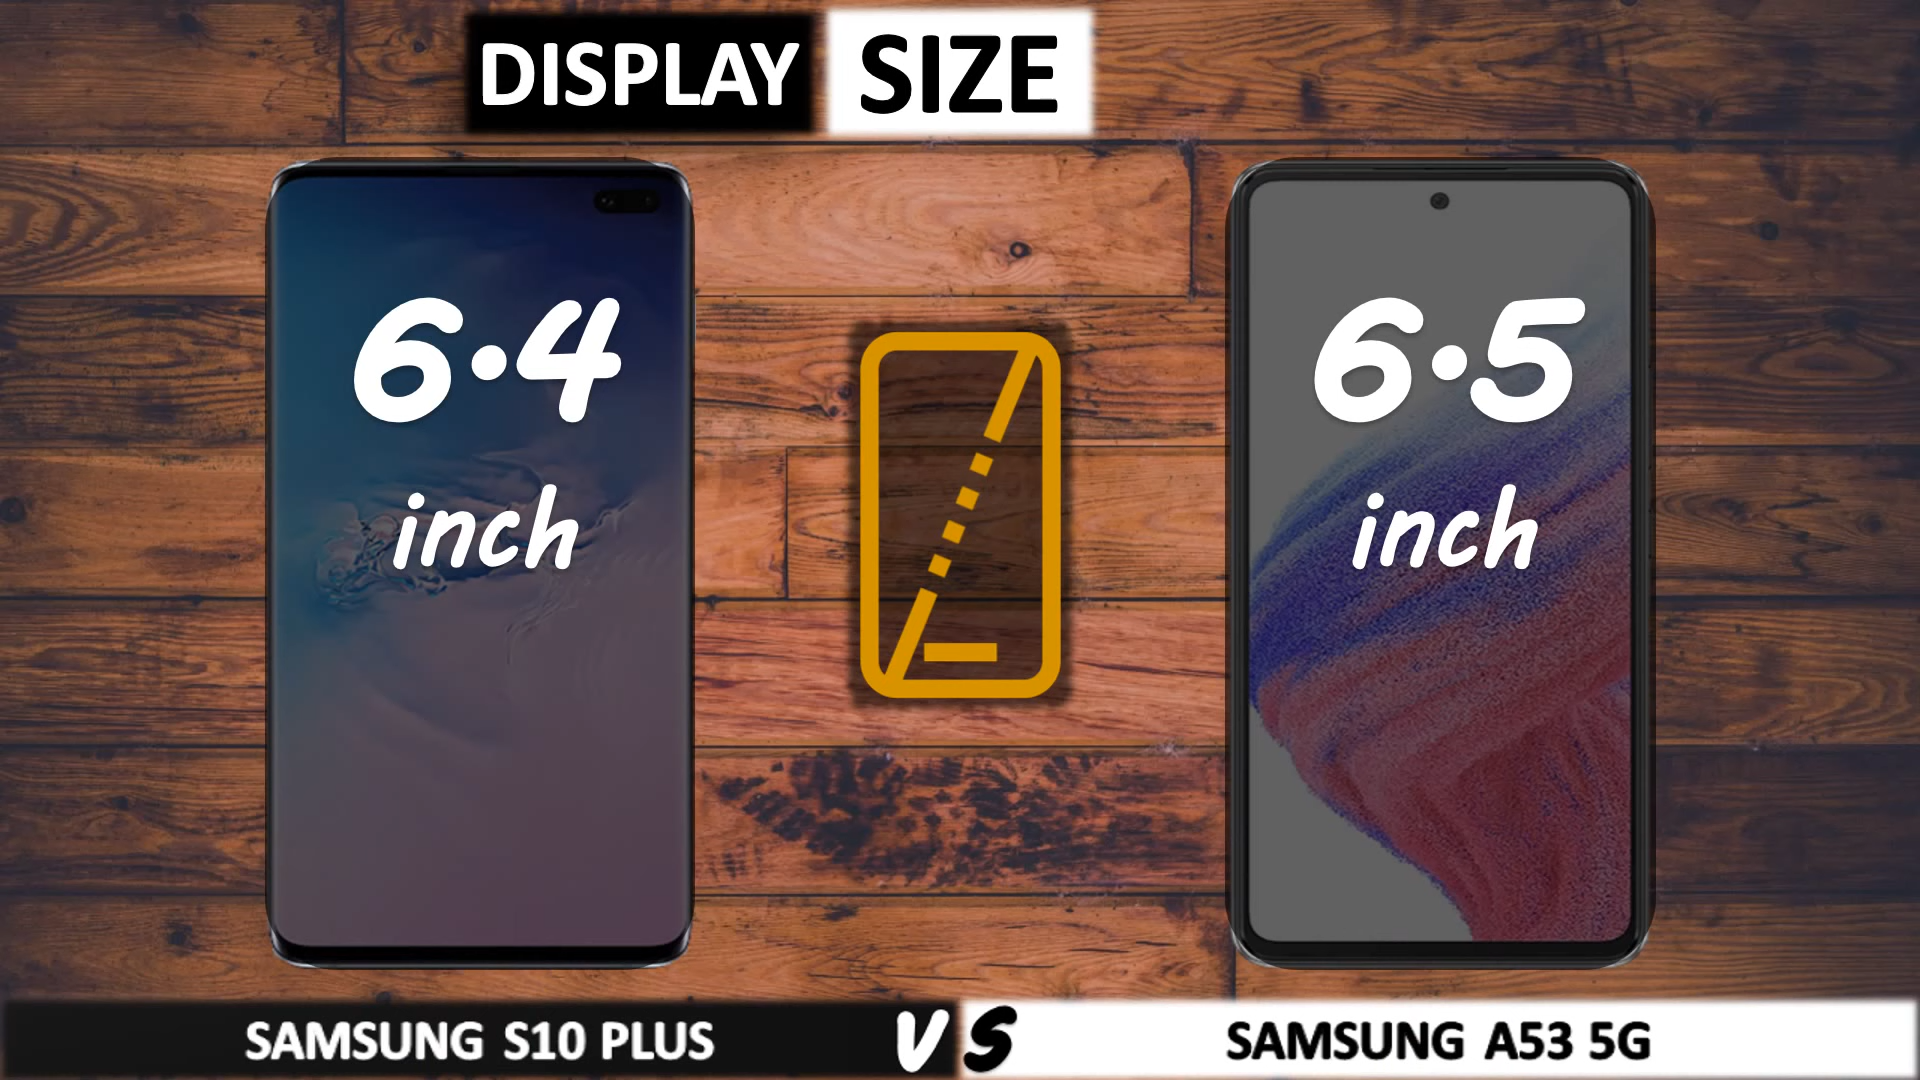 DISPLAY SIZE
6.4
inch
6.5
inch
SAMSUNG S10 PLUS VS SAMSUNG A53 5G